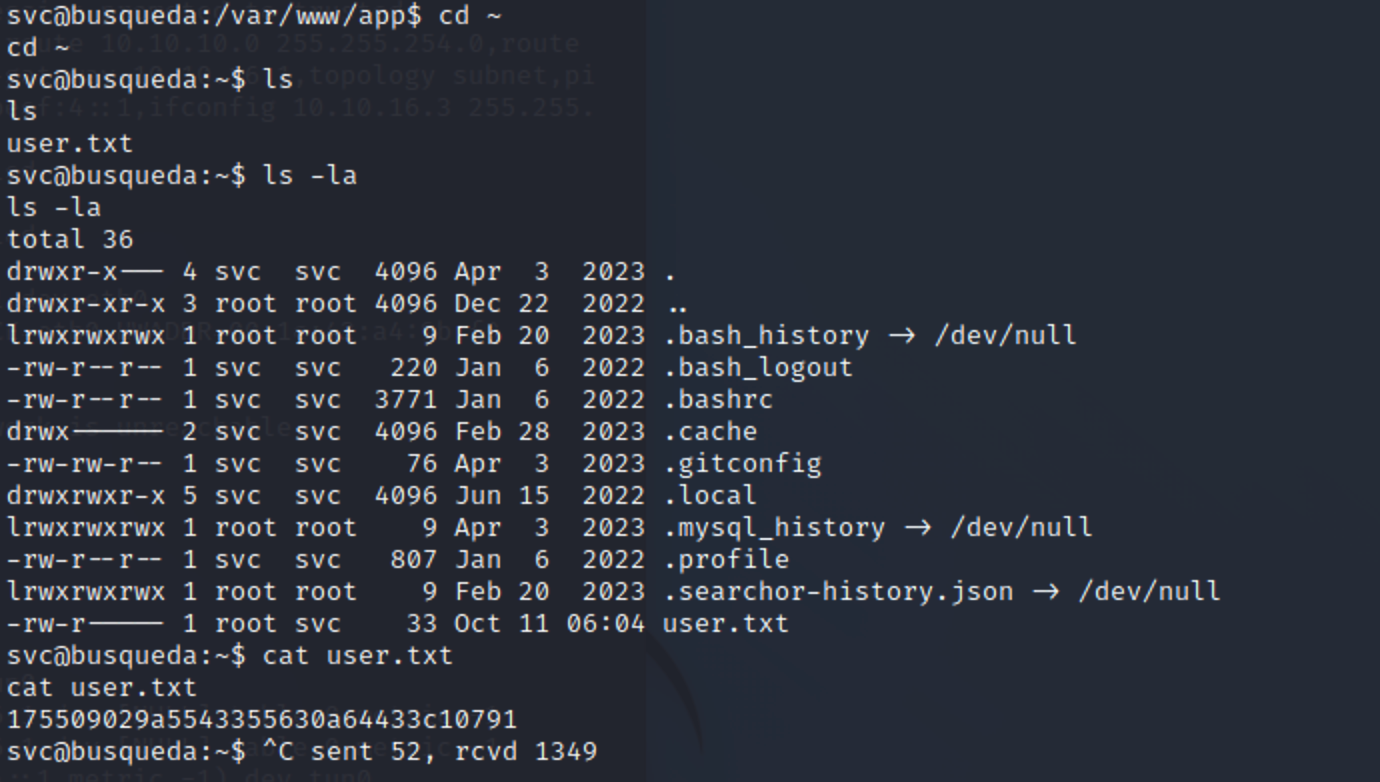 svc@busqueda:/var/www/app$ cd ~
cd ~
svc@busqueda:~$ ls
ls
user.txt
svc@busqueda:~$ ls -la
ls -la
total 36
drwxr-x--- 4 svc  svc  4096 Apr  3  2023 .
drwxr-xr-x 3 root root 4096 Dec 22  2022 ..
lrwxrwxrwx 1 root root    9 Feb 20  2023 .bash_history -> /dev/null
-rw-r--r-- 1 svc  svc   220 Jan  6  2022 .bash_logout
-rw-r--r-- 1 svc  svc  3771 Jan  6  2022 .bashrc
drwx------ 2 svc  svc  4096 Feb 28  2023 .cache
-rw-rw-r-- 1 svc  svc    76 Apr  3  2023 .gitconfig
drwxrwxr-x 5 svc  svc  4096 Jun 15  2022 .local
lrwxrwxrwx 1 root root    9 Apr  3  2023 .mysql_history -> /dev/null
-rw-r--r-- 1 svc  svc   807 Jan  6  2022 .profile
lrwxrwxrwx 1 root root    9 Feb 20  2023 .searchor-history.json -> /dev/null
-rw-r----- 1 root svc    33 Oct 11 06:04 user.txt
svc@busqueda:~$ cat user.txt
cat user.txt
175509029a5543355630a64433c10791
svc@busqueda:~$ ^C sent 52, rcvd 1349